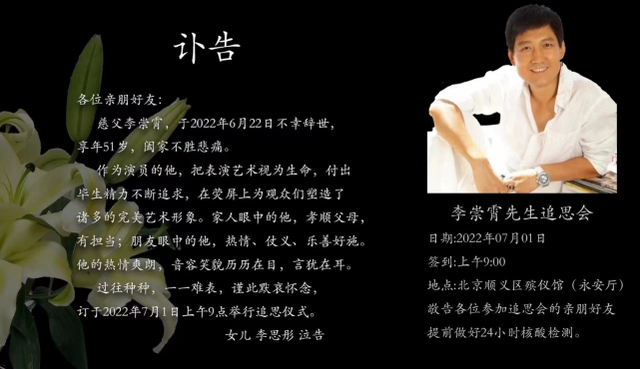 讣告
各位亲朋好友：
慈父李崇霄，于2022年6月22日不幸辞世，
享年51岁，阖家不胜悲痛。
作为演员的他，把表演艺术视为生命，付出
毕生精力不断追求，在荧屏上为观众们塑造了
诸多的完美艺术形象。家人眼中的他，孝顺父母，
有担当；朋友眼中的他，热情、仗义、乐善好施。
他的热情爽朗，音容笑貌历历在目，言犹在耳。
过往种种，一一难表，谨此默哀怀念，
订于2022年7月1日上午9点举行追思仪式。
女儿 李思彤 泣告
李崇霄先生追思会
日期:2022年07月01日
签到:上午9:00
地点:北京顺义区殡仪馆（永安厅）
敬告各位参加追思会的亲朋好友
提前做好24小时核酸检测。